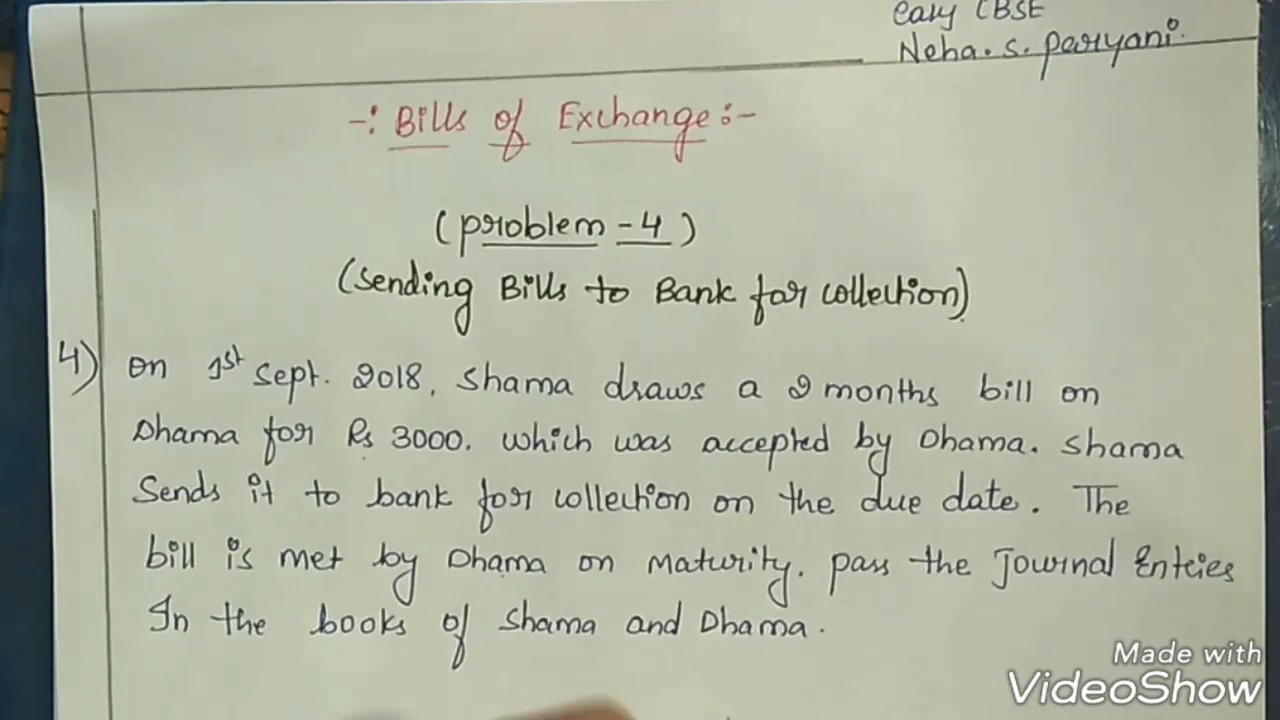 easy CBSE
Neha. S. Paryani.
-: Bills of Exchange :-
(problem - 4)
(Sending Bills to Bank for collection)
4) On 1st Sept. 2018, Shama draws a 2 months bill on
Dhama for Rs 3000. which was accepted by Dhama. Shama
Sends it to bank for collection on the due date. The
bill is met by Dhama on maturity. pass the Journal Entries
In the books of Shama and Dhama.
Made with
VideoShow